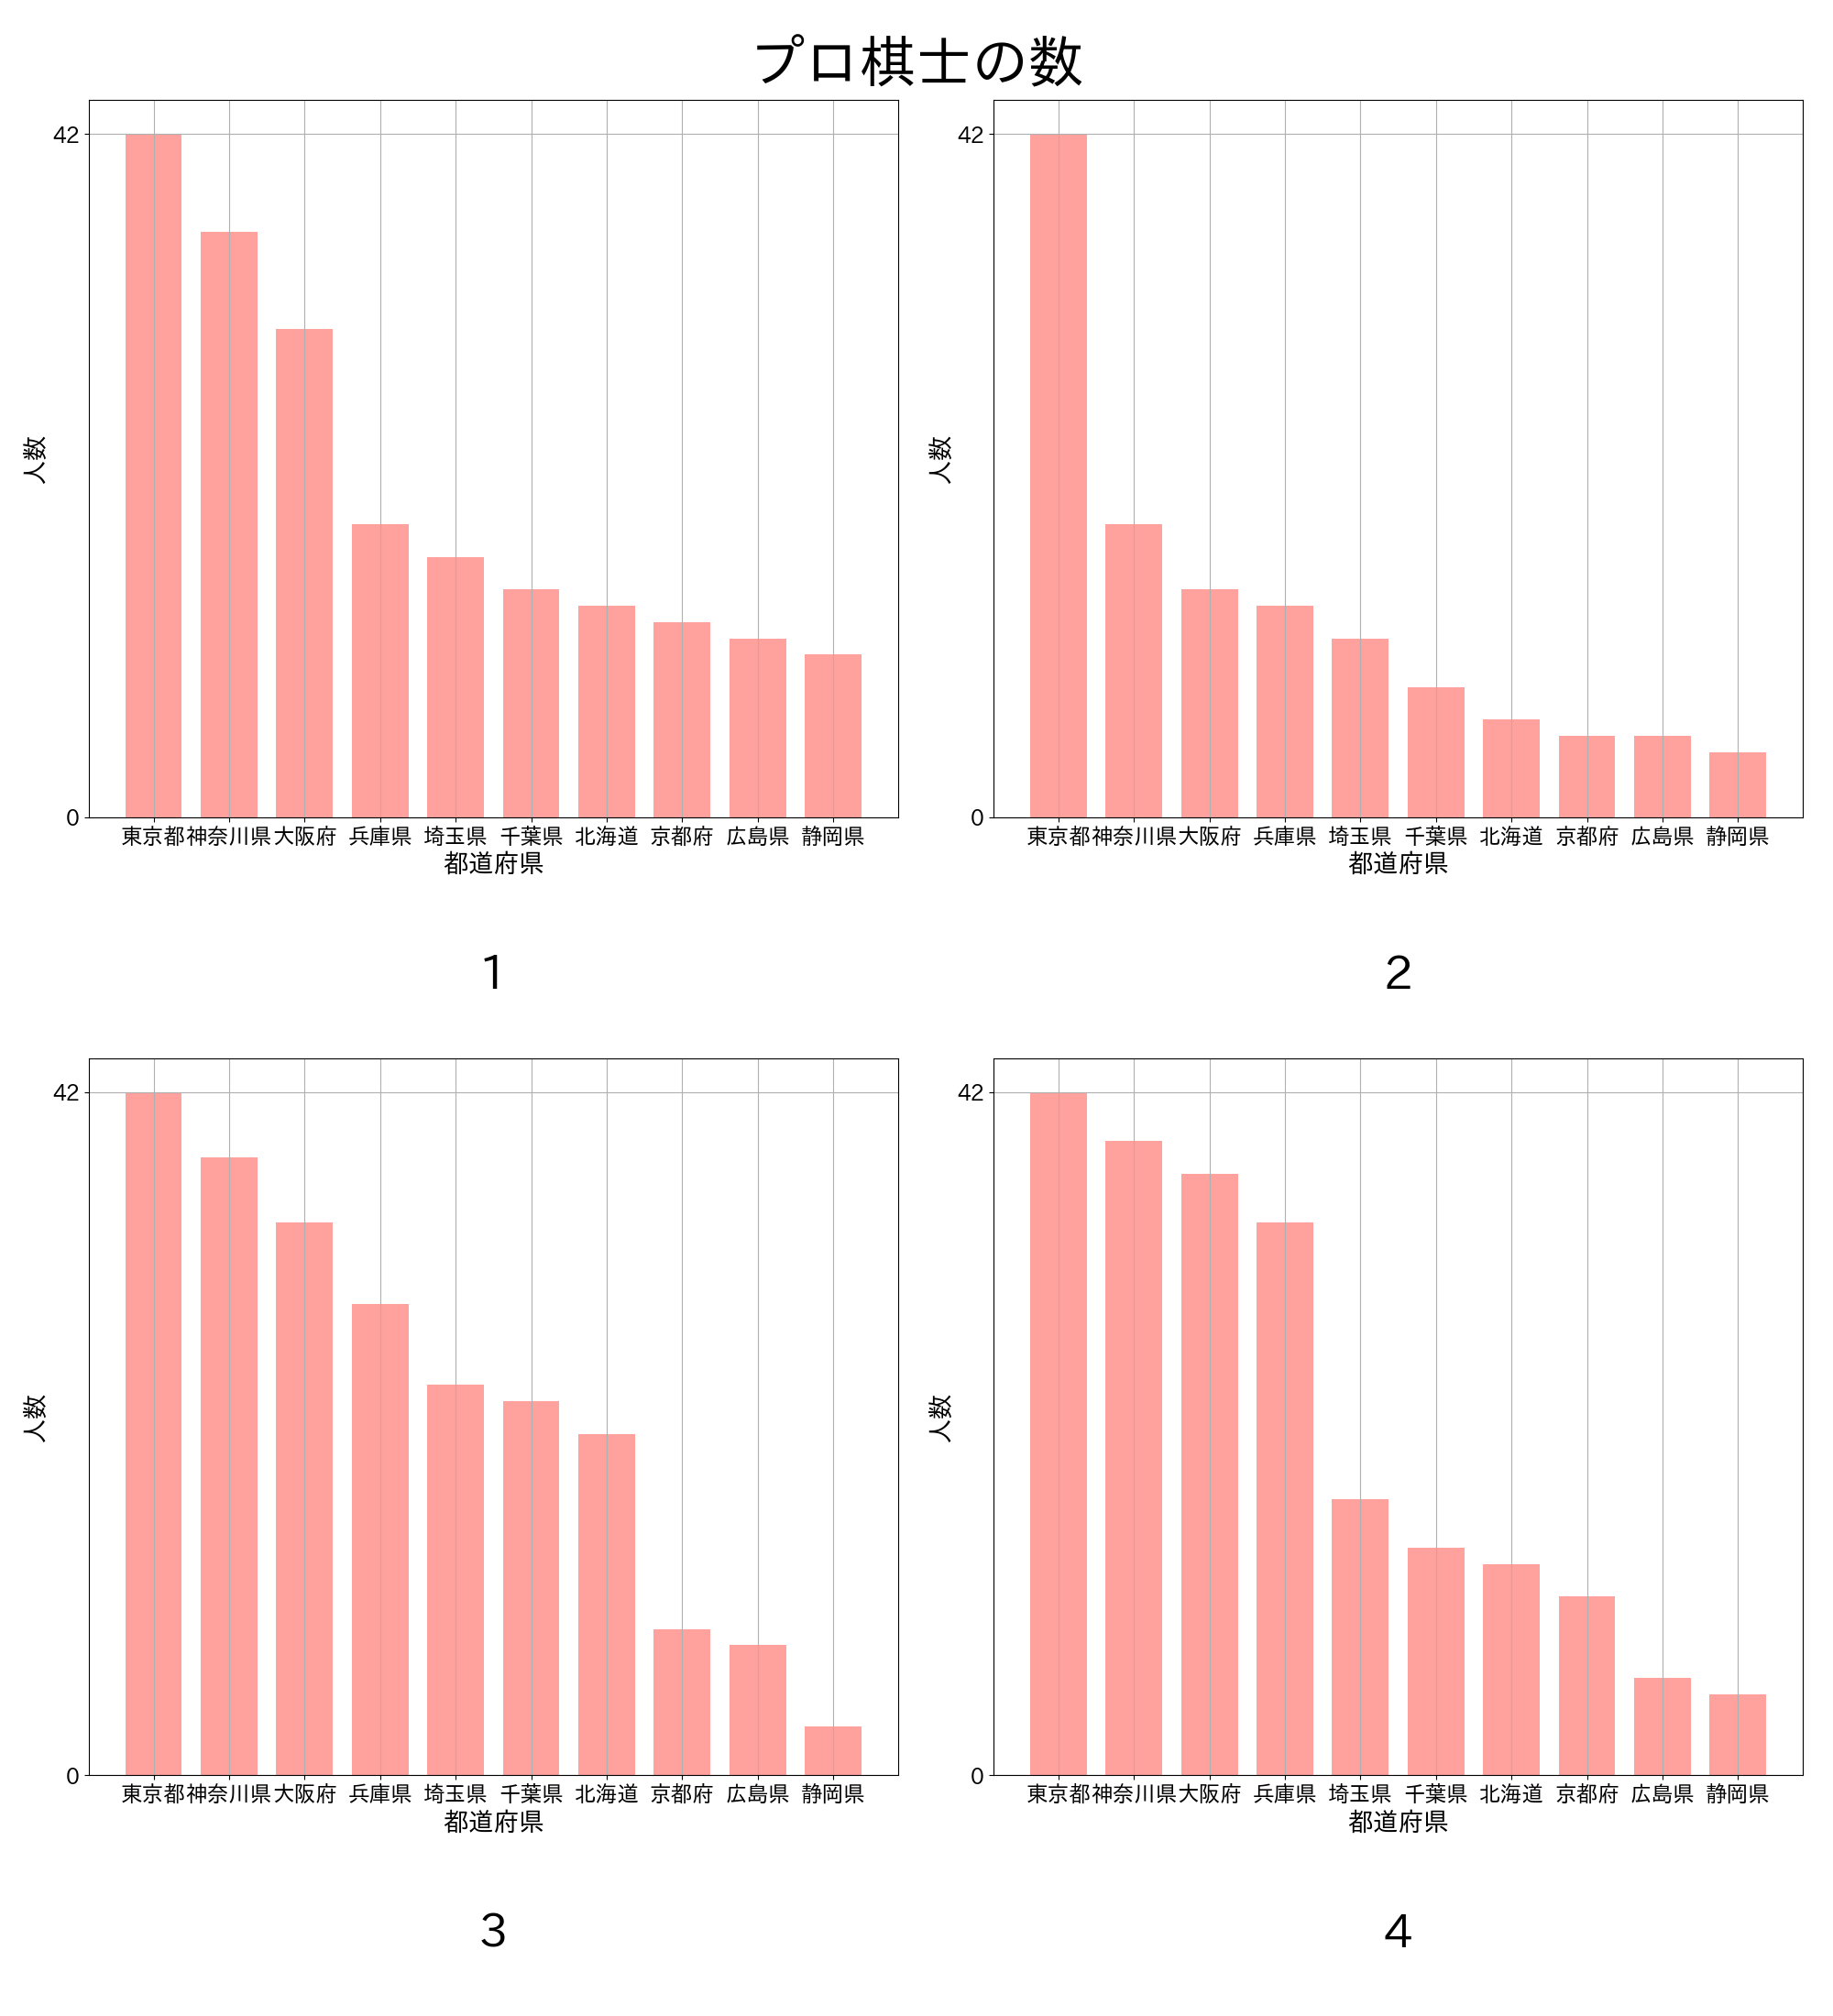 プロ棋士の数
42
0
人数
東京都 神奈川県 大阪府 兵庫県 埼玉県 千葉県 北海道 京都府 広島県 静岡県
都道府県
1
42
0
人数
東京都 神奈川県 大阪府 兵庫県 埼玉県 千葉県 北海道 京都府 広島県 静岡県
都道府県
2
42
0
人数
東京都 神奈川県 大阪府 兵庫県 埼玉県 千葉県 北海道 京都府 広島県 静岡県
都道府県
3
42
0
人数
東京都 神奈川県 大阪府 兵庫県 埼玉県 千葉県 北海道 京都府 広島県 静岡県
都道府県
4